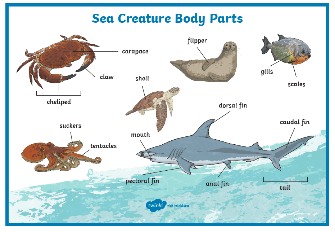 Sea Creature Body Parts
flipper
carapace
claw
gills
scales
shell
cheliped
dorsal fin
caudal fin
suckers
mouth
tentacles
pectoral fin
anal fin
tail
twinkl